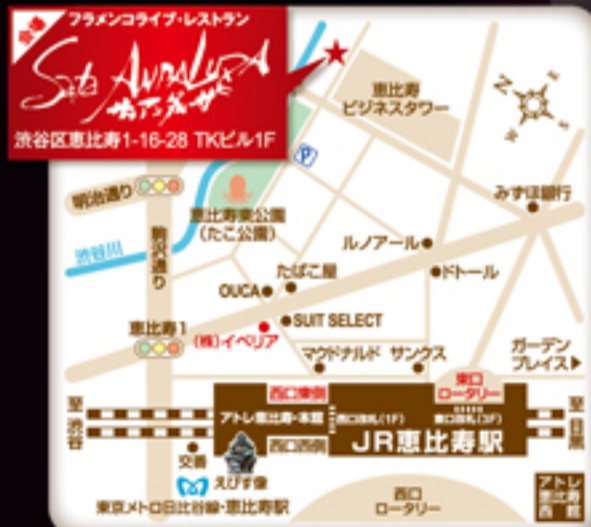 会場
フラメンコライブ・レストラン
サラ アンダルーサ
渋谷区恵比寿1-16-28 TKビル1F
恵比寿
ビジネスタワー
N
E
W
S
P
明治通り
恵比寿東公園
(たこ公園)
みずほ銀行
渋谷川
駒沢通り
ルノアール
たばこ屋
ドトール
OUCA
SUIT SELECT
恵比寿1
(株)イベリア
マクドナルド
サンクス
ガーデン
プレイス▶
西口東側
東口
ロータリー
至渋谷
アトレ恵比寿・本館
西口改札(1F)
東口改札(3F)
至目黒
西口西側
JR恵比寿駅
交番
えびす像
東京メトロ日比谷線・恵比寿駅
西口
ロータリー
アトレ
恵比寿
西館